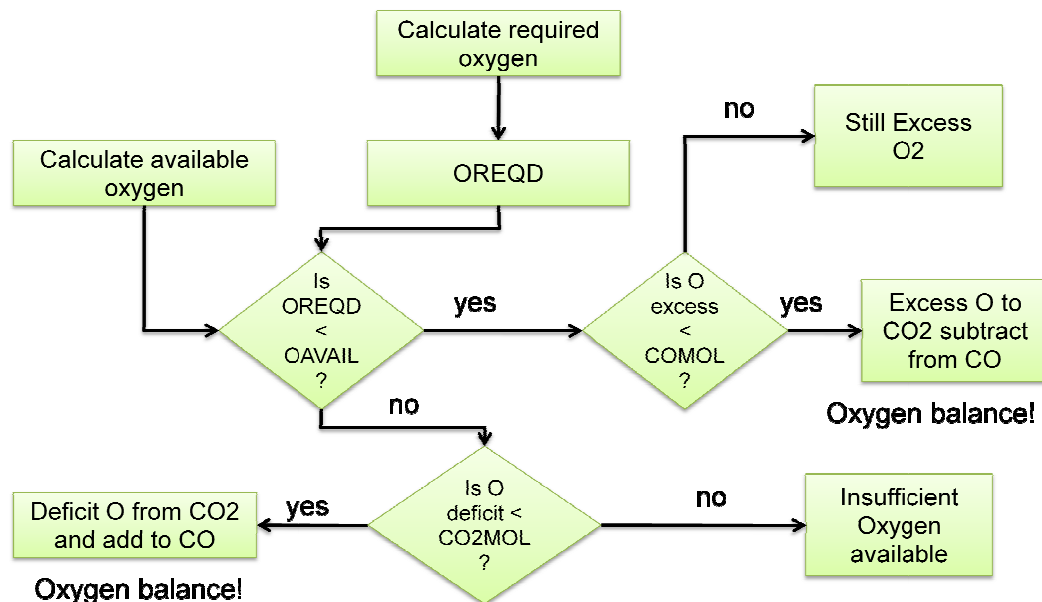 Calculate required
oxygen
no
Still Excess
O2
Calculate available
oxygen
OREQD
Is
OREQD
<
OAVAIL
?
yes
Is O
excess
<
COMOL
?
yes
Excess O to
CO2 subtract
from CO
Oxygen balance!
no
Is O
deficit <
CO2MOL
?
yes
Deficit O from CO2
and add to CO
Oxygen balance!
no
Insufficient
Oxygen
available